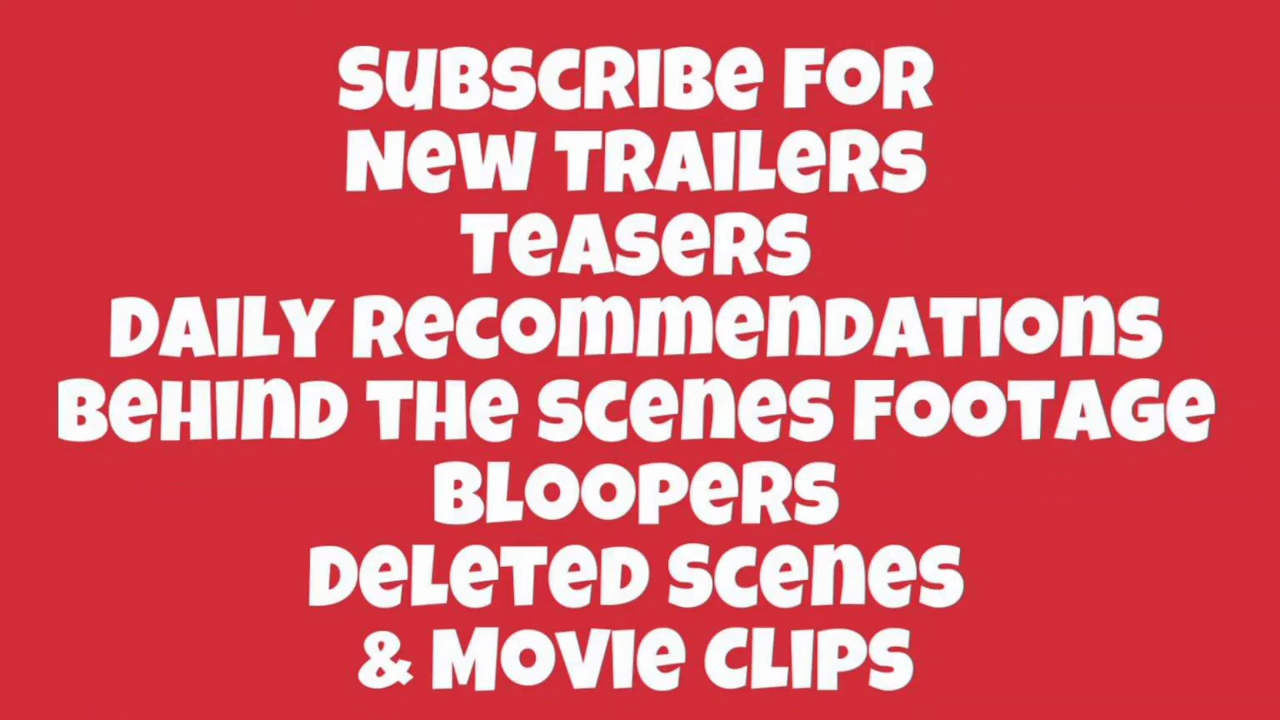 SUBSCRIBE FOR
NEW TRAILERS
TEASERS
DAILY RECOMMENDATIONS
BEHIND THE SCENES FOOTAGE
BLOOPERS
DELETED SCENES
& MOVIE CLIPS